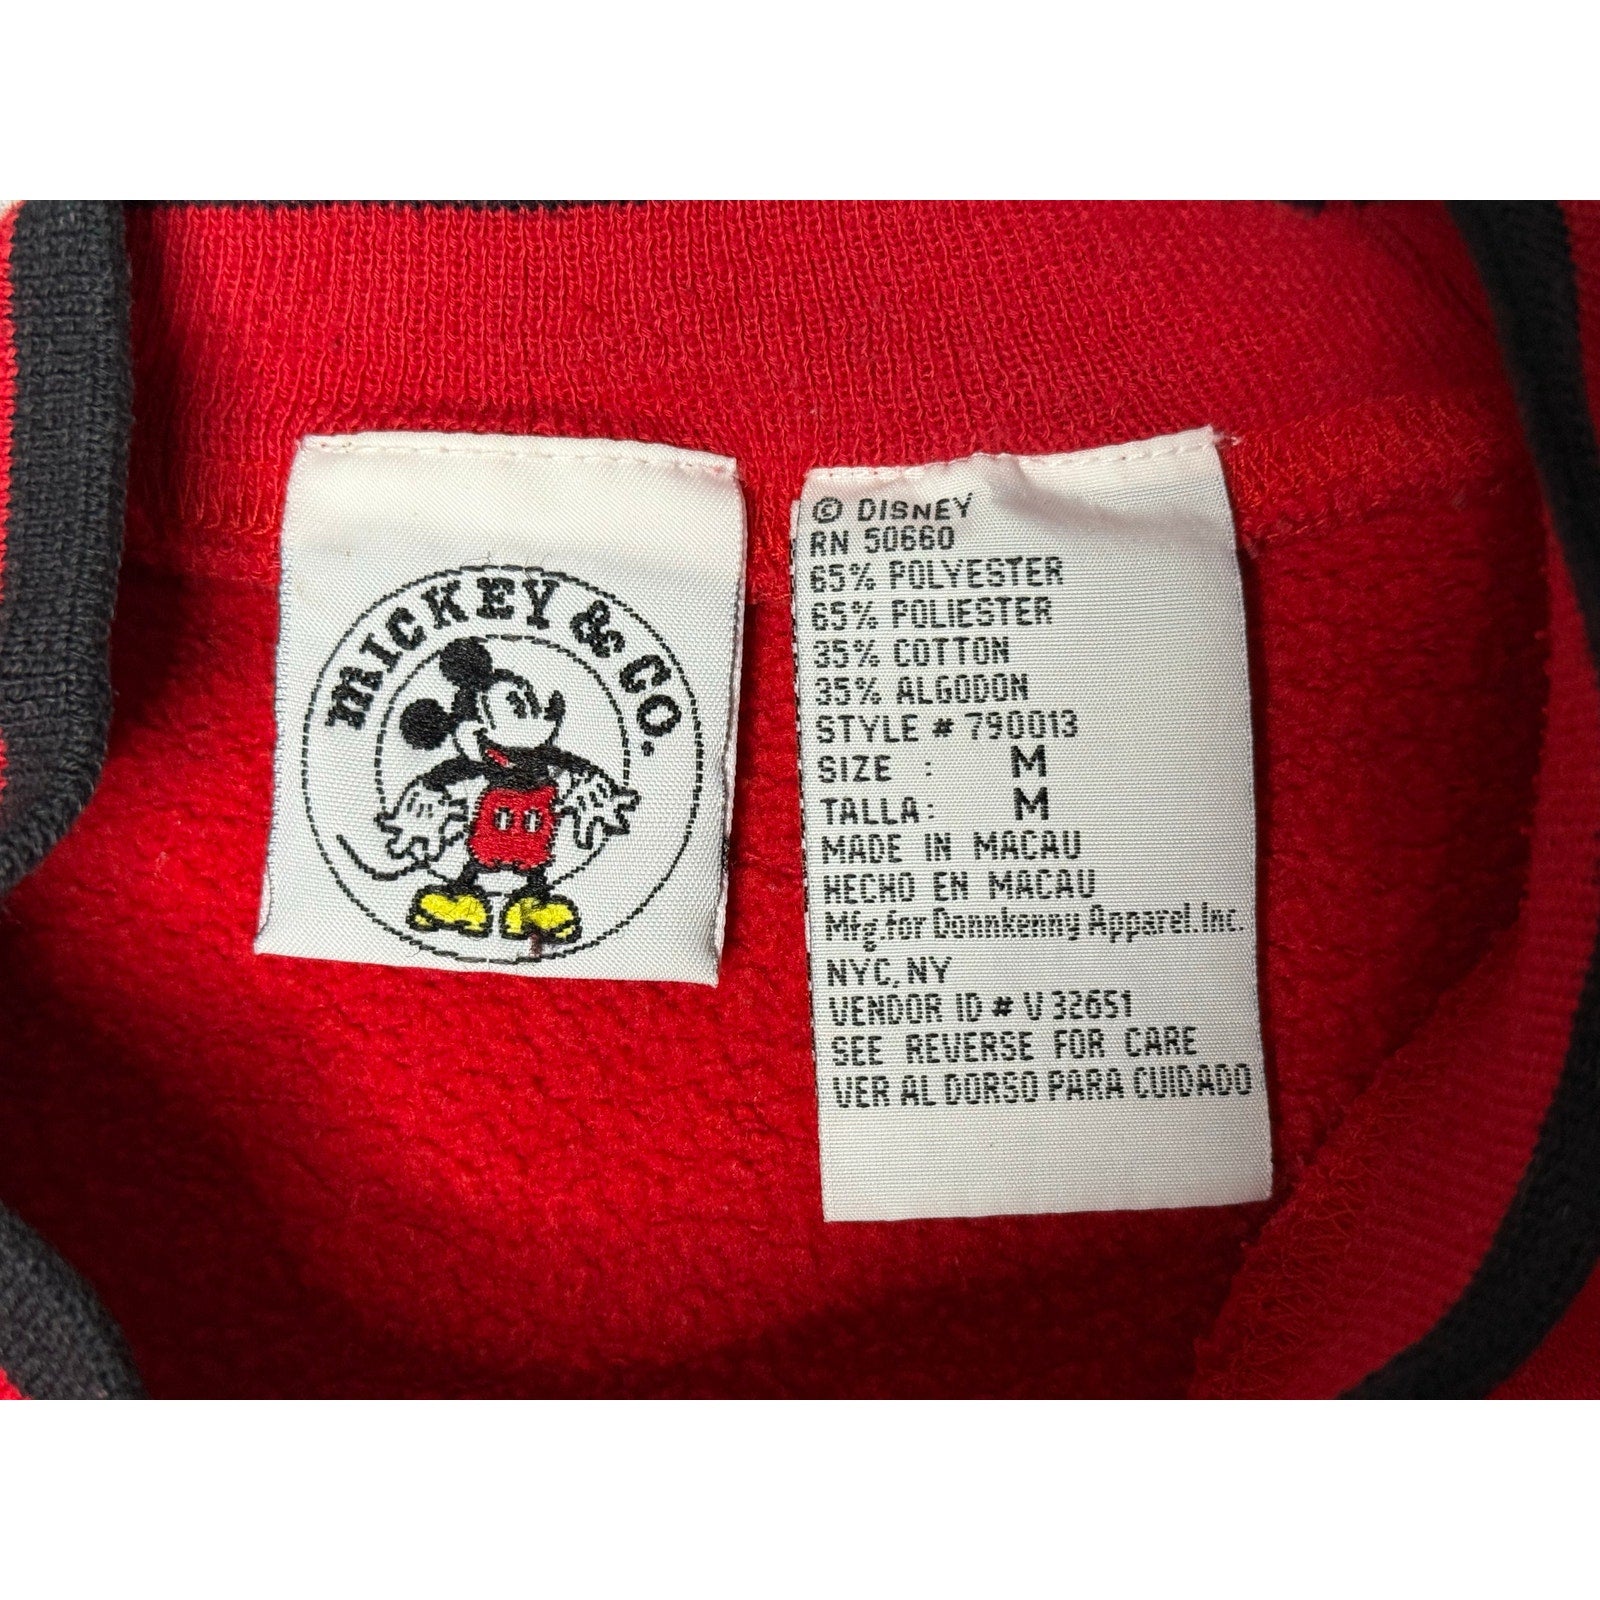 MICKEY & CO.
© DISNEY
RN 50660
65% POLYESTER
65% POLIESTER
35% COTTON
35% ALGODON
STYLE # 790013
SIZE : M
TALLA: M
MADE IN MACAU
HECHO EN MACAU
Mfg.for Donnkenny Apparel.Inc.
NYC, NY
VENDOR ID # V 32651
SEE REVERSE FOR CARE
VER AL DORSO PARA CUIDADO